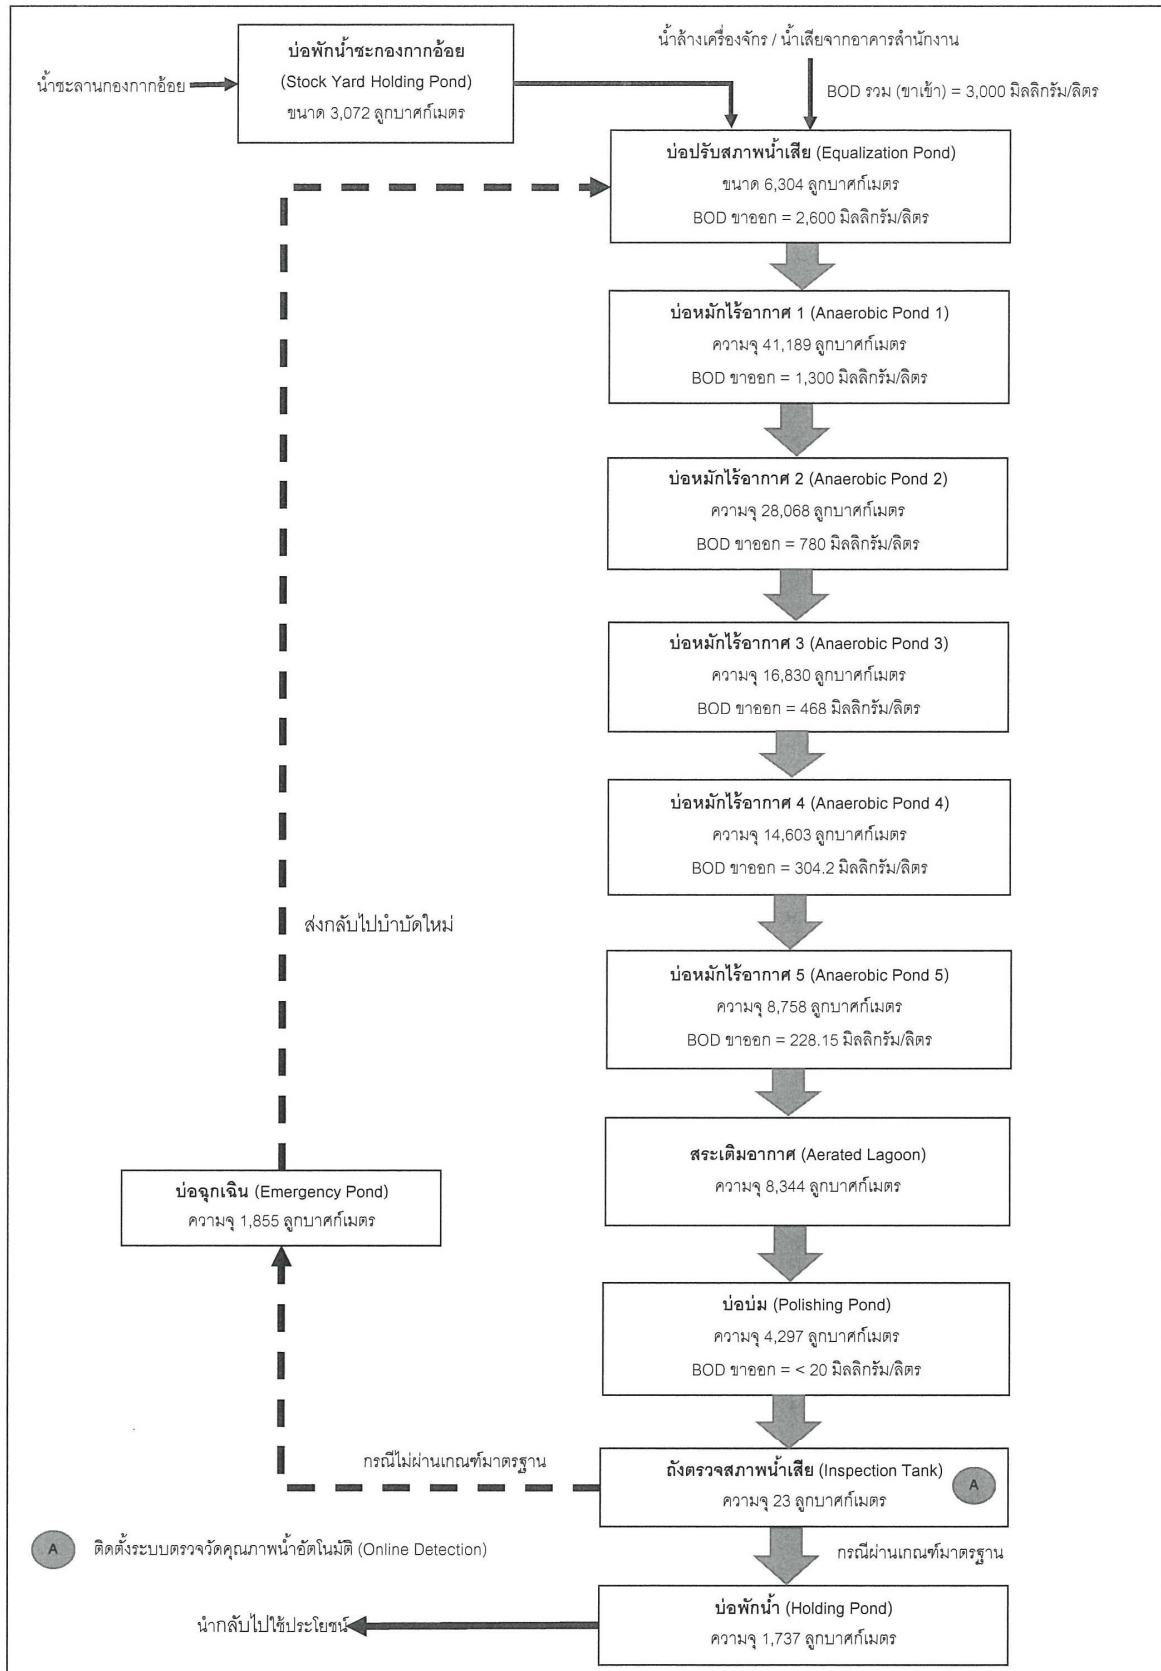 น้ำล้างเครื่องจักร / น้ำเสียจากอาคารสำนักงาน
บ่อพักน้ำชะกองกากอ้อย
(Stock Yard Holding Pond)
ขนาด 3,072 ลูกบาศก์เมตร
น้ำชะลานกองกากอ้อย
BOD รวม (ขาเข้า) = 3,000 มิลลิกรัม/ลิตร
บ่อปรับสภาพน้ำเสีย (Equalization Pond)
ขนาด 6,304 ลูกบาศก์เมตร
BOD ขาออก = 2,600 มิลลิกรัม/ลิตร
บ่อหมักไร้อากาศ 1 (Anaerobic Pond 1)
ความจุ 41,189 ลูกบาศก์เมตร
BOD ขาออก = 1,300 มิลลิกรัม/ลิตร
บ่อหมักไร้อากาศ 2 (Anaerobic Pond 2)
ความจุ 28,068 ลูกบาศก์เมตร
BOD ขาออก = 780 มิลลิกรัม/ลิตร
บ่อหมักไร้อากาศ 3 (Anaerobic Pond 3)
ความจุ 16,830 ลูกบาศก์เมตร
BOD ขาออก = 468 มิลลิกรัม/ลิตร
บ่อหมักไร้อากาศ 4 (Anaerobic Pond 4)
ความจุ 14,603 ลูกบาศก์เมตร
BOD ขาออก = 304.2 มิลลิกรัม/ลิตร
ส่งกลับไปบำบัดใหม่
บ่อหมักไร้อากาศ 5 (Anaerobic Pond 5)
ความจุ 8,758 ลูกบาศก์เมตร
BOD ขาออก = 228.15 มิลลิกรัม/ลิตร
สระเติมอากาศ (Aerated Lagoon)
ความจุ 8,344 ลูกบาศก์เมตร
บ่อฉุกเฉิน (Emergency Pond)
ความจุ 1,855 ลูกบาศก์เมตร
บ่อบ่ม (Polishing Pond)
ความจุ 4,297 ลูกบาศก์เมตร
BOD ขาออก = < 20 มิลลิกรัม/ลิตร
กรณีไม่ผ่านเกณฑ์มาตรฐาน
ถังตรวจสภาพน้ำเสีย (Inspection Tank)
ความจุ 23 ลูกบาศก์เมตร
A
A ติดตั้งระบบตรวจวัดคุณภาพน้ำอัตโนมัติ (Online Detection)
กรณีผ่านเกณฑ์มาตรฐาน
บ่อพักน้ำ (Holding Pond)
ความจุ 1,737 ลูกบาศก์เมตร
นำกลับไปใช้ประโยชน์